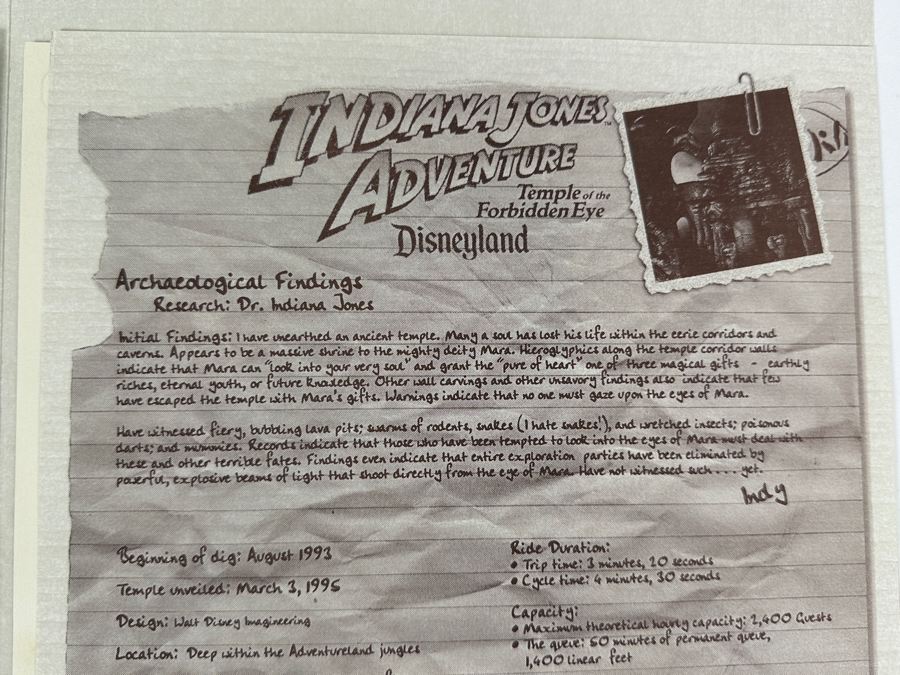 INDIANA JONES™
ADVENTURE
Temple of the
Forbidden Eye
Disneyland
Archaeological Findings
Research: Dr. Indiana Jones
Initial Findings: I have unearthed an ancient temple. Many a soul has lost his life within the eerie corridors and
caverns. Appears to be a massive shrine to the mighty deity Mara. Hieroglyphics along the temple corridor walls
indicate that Mara can "look into your very soul" and grant the "pure of heart" one of three magical gifts - earthly
riches, eternal youth, or future knowledge. Other wall carvings and other unsavory findings also indicate that few
have escaped the temple with Mara's gifts. Warnings indicate that no one must gaze upon the eyes of Mara.
Have witnessed fiery, bubbling lava pits; swarms of rodents, snakes (I hate snakes!), and wretched insects; poisonous
darts; and mummies. Records indicate that those who have been tempted to look into the eyes of Mara must deal with
these and other terrible fates. Findings even indicate that entire exploration parties have been eliminated by
powerful, explosive beams of light that shoot directly from the eye of Mara. Have not witnessed such . . . yet.
Indy
Beginning of dig: August 1993
Temple unveiled: March 3, 1995
Design: Walt Disney Imagineering
Location: Deep within the Adventureland jungles
Ride Duration:
• Trip time: 3 minutes, 20 seconds
• Cycle time: 4 minutes, 30 seconds
Capacity:
• Maximum theoretical hourly capacity: 2,400 Guests
• The queue: 50 minutes of permanent queue,
1,400 linear feet